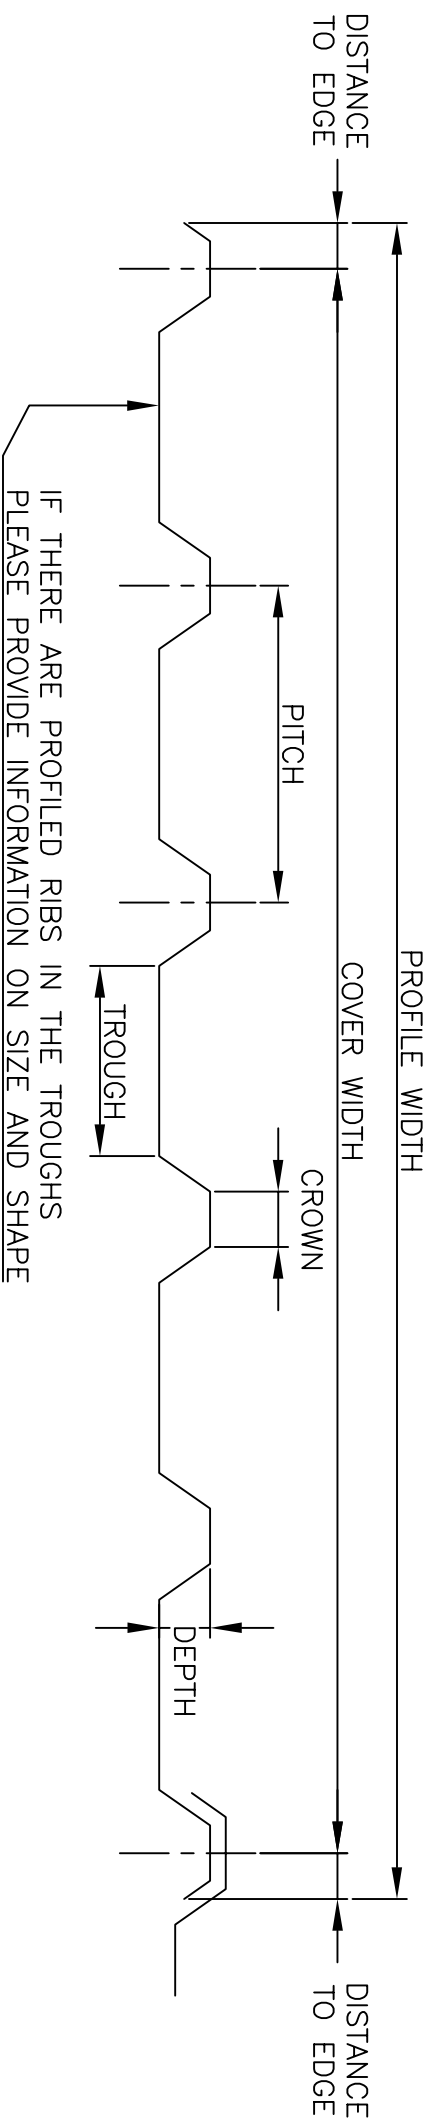 DISTANCE
TO EDGE
PROFILE WIDTH
COVER WIDTH
DISTANCE
TO EDGE
PITCH
CROWN
TROUGH
DEPTH
IF THERE ARE PROFILED RIBS IN THE TROUGHS
PLEASE PROVIDE INFORMATION ON SIZE AND SHAPE